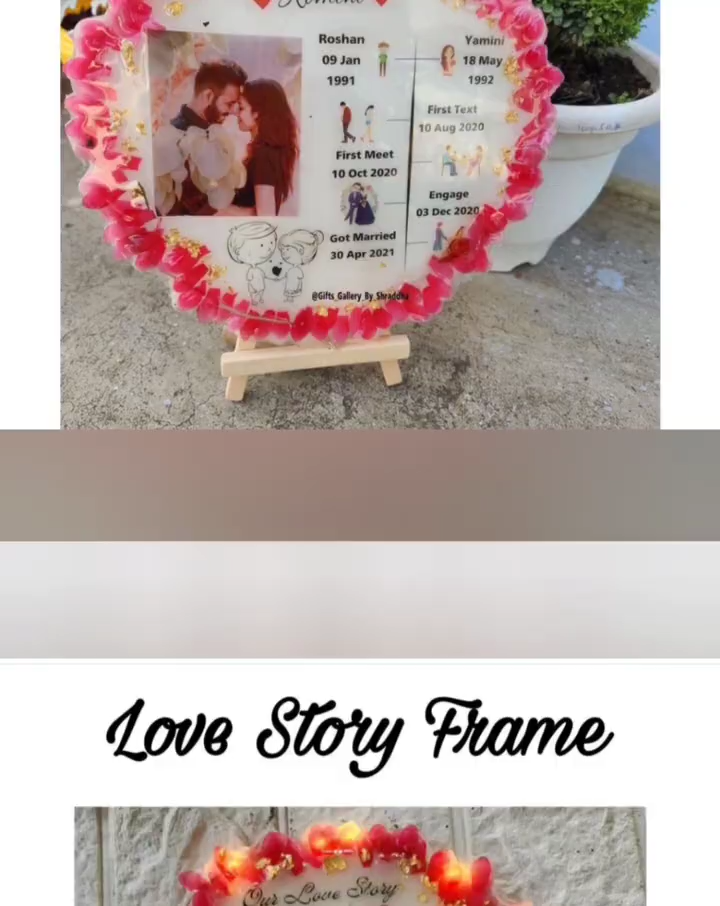 Roshan
09 Jan
1991
Yamini
18 May
1992
First Text
10 Aug 2020
First Meet
10 Oct 2020
Engage
03 Dec 2020
Got Married
30 Apr 2021
@Gifts_Gallery_By_Shraddha
Love Story Frame
Our Love Story